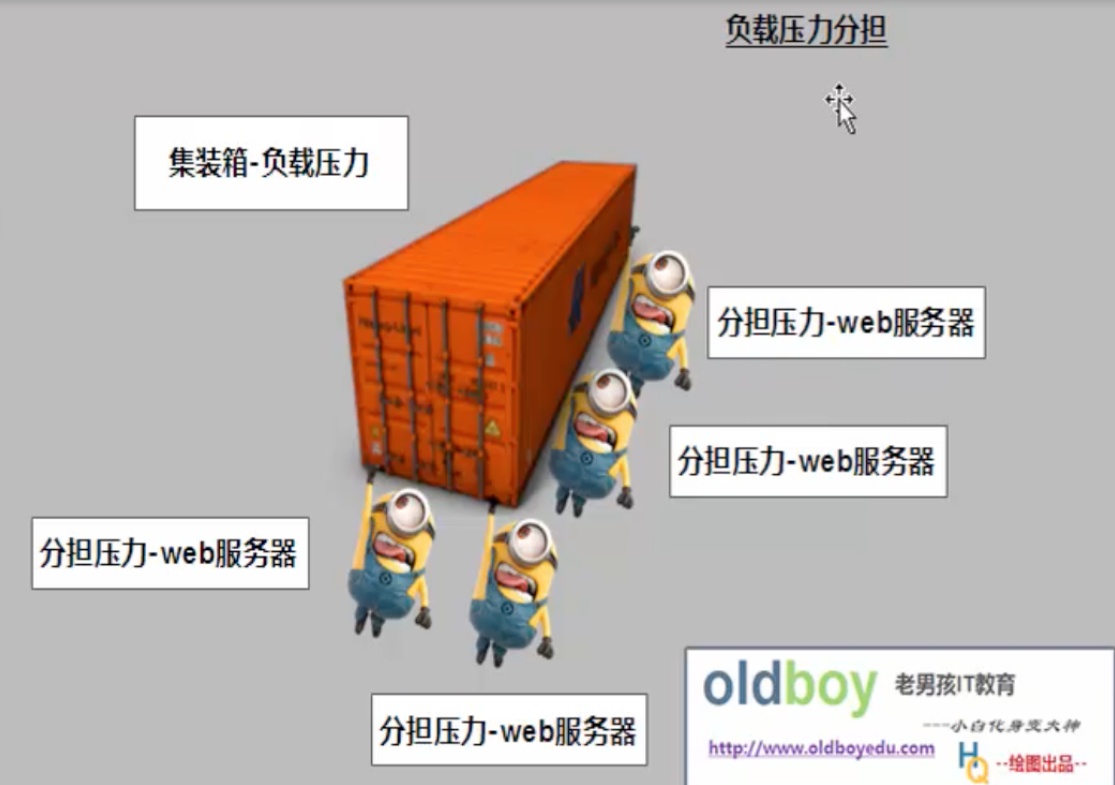 负载压力分担
集装箱-负载压力
分担压力-web服务器
分担压力-web服务器
分担压力-web服务器
分担压力-web服务器
oldboy 老男孩IT教育
---小白化身变大神
http://www.oldboyedu.com
HQ --绘图出品--